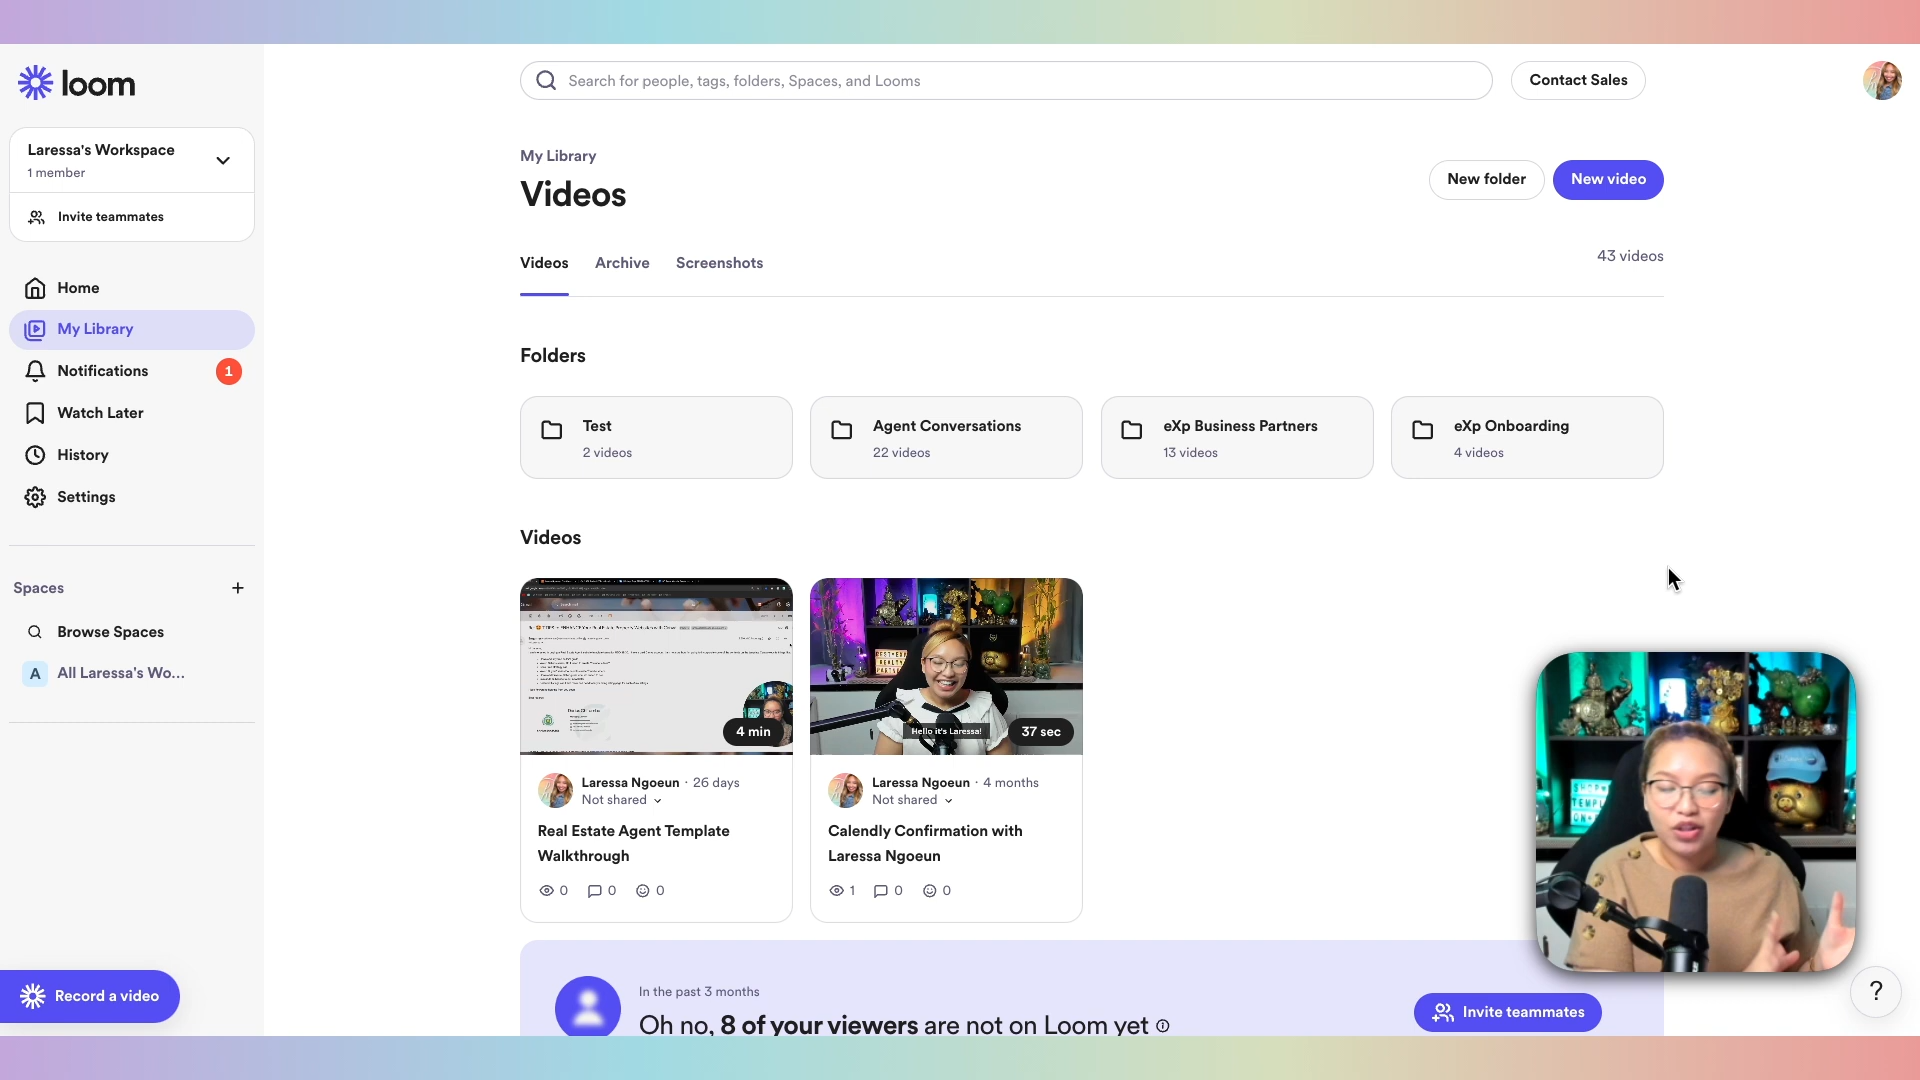 loom
Search for people, tags, folders, Spaces, and Looms
Contact Sales
Laressa's Workspace
1 member
Invite teammates
Home
My Library
Notifications
1
Watch Later
History
Settings
Spaces
Browse Spaces
A
All Laressa's Wo...
Record a video
My Library
Videos
New folder
New video
Videos
Archive
Screenshots
43 videos
Folders
Test
2 videos
Agent Conversations
22 videos
eXp Business Partners
13 videos
eXp Onboarding
4 videos
Videos
4 min
Laressa Ngoeun · 26 days
Not shared
Real Estate Agent Template
Walkthrough
0
0
0
Hello it's Laressa!
37 sec
Laressa Ngoeun · 4 months
Not shared
Calendly Confirmation with
Laressa Ngoeun
1
0
0
In the past 3 months
Oh no, 8 of your viewers are not on Loom yet
Invite teammates
?